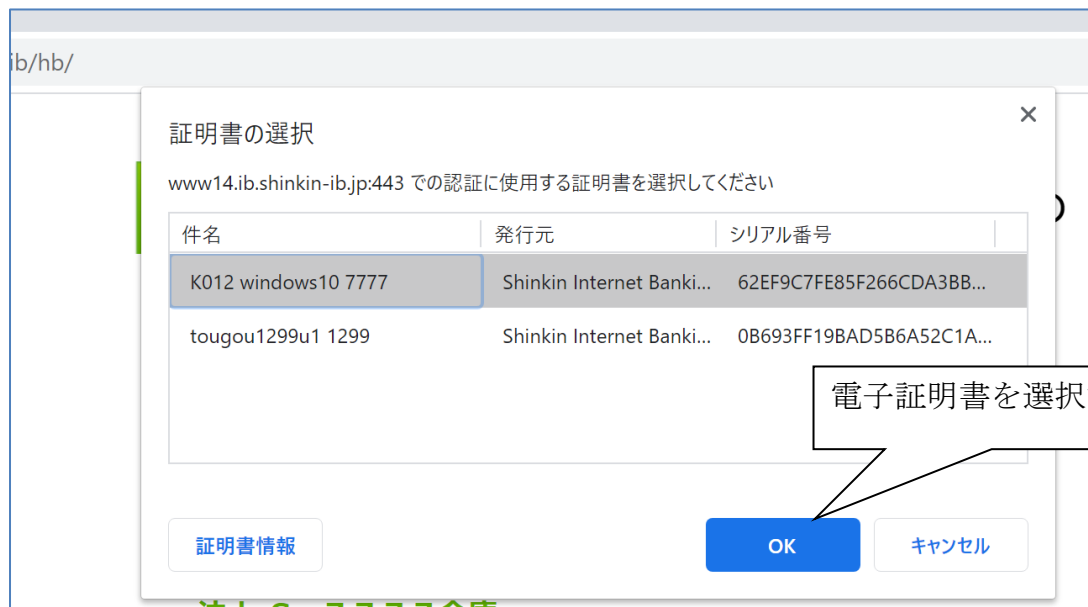 ib/hb/
証明書の選択
www14.ib.shinkin-ib.jp:443 での認証に使用する証明書を選択してください
件名 発行元 シリアル番号
K012 windows10 7777 Shinkin Internet Banki... 62EF9C7FE85F266CDA3BB...
tougou1299u1 1299 Shinkin Internet Banki... 0B693FF19BAD5B6A52C1A...
電子証明書を選択
証明書情報 OK キャンセル